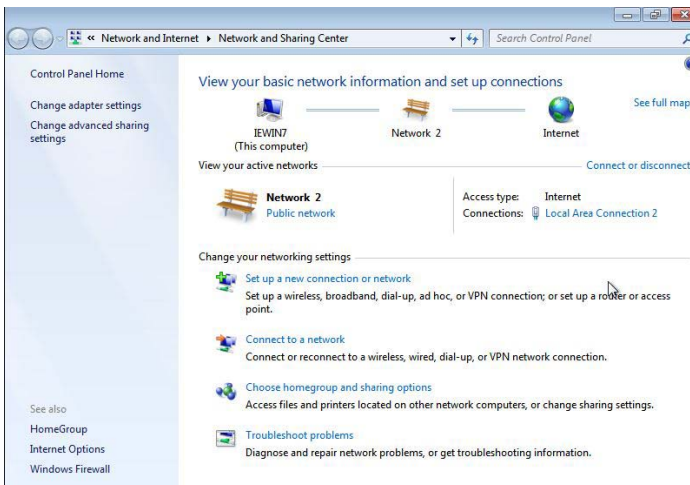 « Network and Internet ▸ Network and Sharing Center
Search Control Panel
Control Panel Home
Change adapter settings
Change advanced sharing
settings
View your basic network information and set up connections
See full map
IEWIN7
(This computer)
Network 2
Internet
View your active networks
Connect or disconnect
Network 2
Public network
Access type: Internet
Connections: Local Area Connection 2
Change your networking settings
Set up a new connection or network
Set up a wireless, broadband, dial-up, ad hoc, or VPN connection; or set up a router or access
point.
Connect to a network
Connect or reconnect to a wireless, wired, dial-up, or VPN network connection.
Choose homegroup and sharing options
Access files and printers located on other network computers, or change sharing settings.
Troubleshoot problems
Diagnose and repair network problems, or get troubleshooting information.
See also
HomeGroup
Internet Options
Windows Firewall